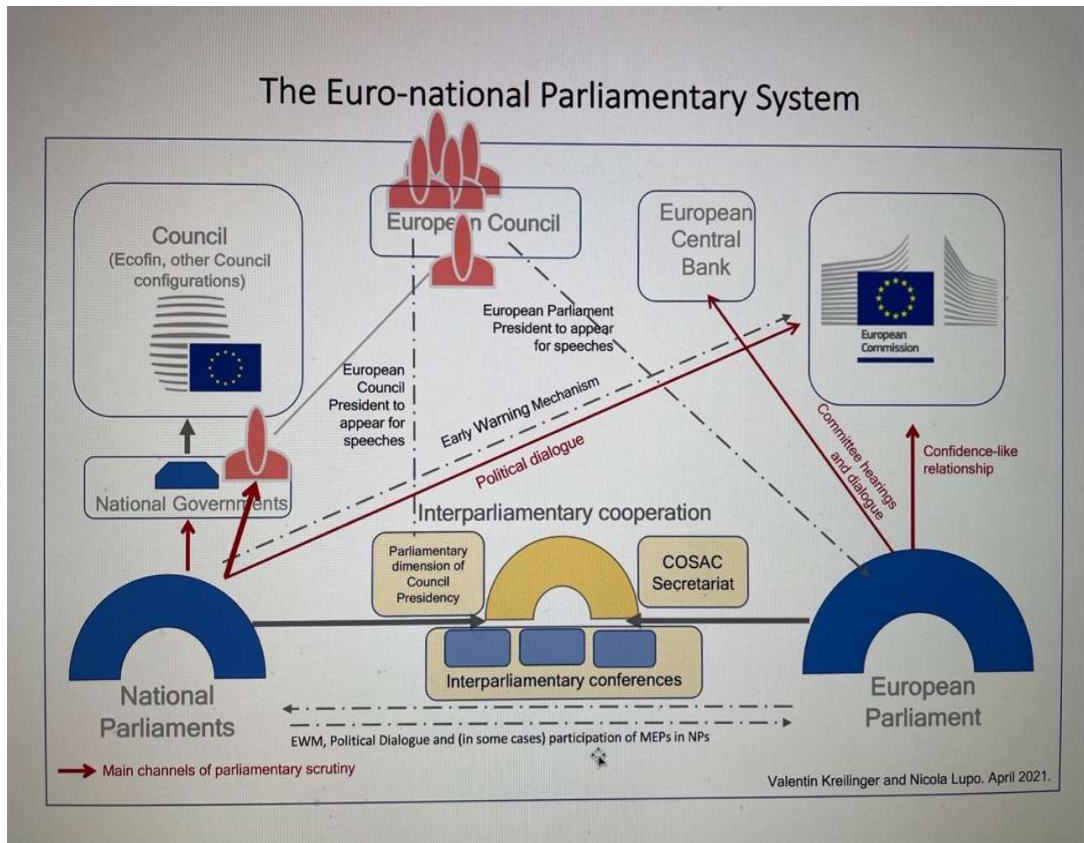 The Euro-national Parliamentary System
Council
(Ecofin, other Council
configurations)
European Council
European
Central
Bank
European
Commission
European Parliament
President to appear
for speeches
European
Council
President to
appear for
speeches
Early Warning Mechanism
Political dialogue
Committee hearings
and dialogue
Confidence-like
relationship
National Governments
Interparliamentary cooperation
Parliamentary
dimension of
Council
Presidency
COSAC
Secretariat
Interparliamentary conferences
National
Parliaments
European
Parliament
EWM, Political Dialogue and (in some cases) participation of MEPs in NPs
Main channels of parliamentary scrutiny
Valentin Kreilinger and Nicola Lupo. April 2021.